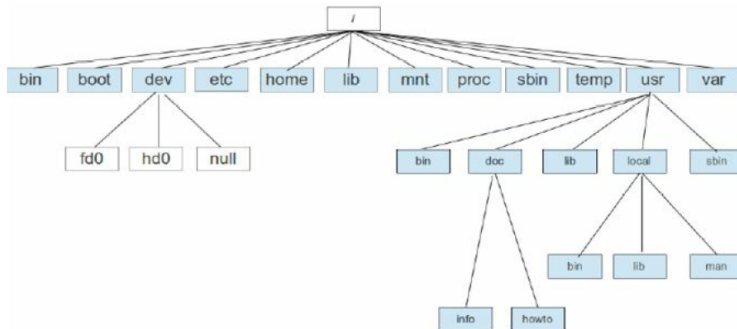 /
bin boot dev etc home lib mnt proc sbin temp usr var
fd0 hd0 null
bin doc lib local sbin
bin lib man
info howto